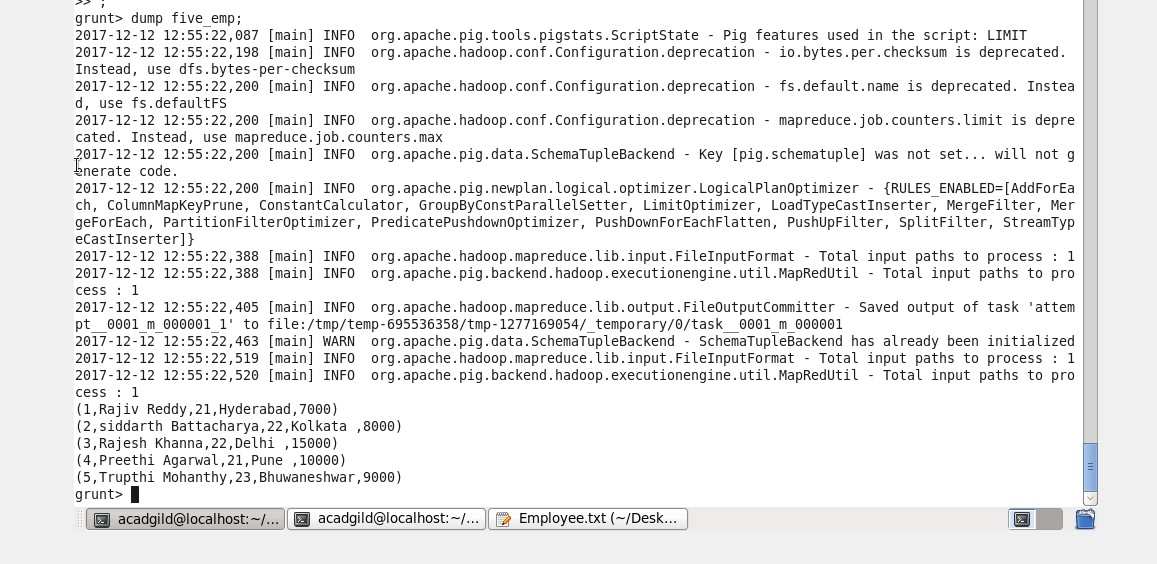 >> ;
grunt> dump five_emp;
2017-12-12 12:55:22,087 [main] INFO  org.apache.pig.tools.pigstats.ScriptState - Pig features used in the script: LIMIT
2017-12-12 12:55:22,198 [main] INFO  org.apache.hadoop.conf.Configuration.deprecation - io.bytes.per.checksum is deprecated.
Instead, use dfs.bytes-per-checksum
2017-12-12 12:55:22,200 [main] INFO  org.apache.hadoop.conf.Configuration.deprecation - fs.default.name is deprecated. Instea
d, use fs.defaultFS
2017-12-12 12:55:22,200 [main] INFO  org.apache.hadoop.conf.Configuration.deprecation - mapreduce.job.counters.limit is depre
cated. Instead, use mapreduce.job.counters.max
2017-12-12 12:55:22,200 [main] INFO  org.apache.pig.data.SchemaTupleBackend - Key [pig.schematuple] was not set... will not g
enerate code.
2017-12-12 12:55:22,200 [main] INFO  org.apache.pig.newplan.logical.optimizer.LogicalPlanOptimizer - {RULES_ENABLED=[AddForEa
ch, ColumnMapKeyPrune, ConstantCalculator, GroupByConstParallelSetter, LimitOptimizer, LoadTypeCastInserter, MergeFilter, Mer
geForEach, PartitionFilterOptimizer, PredicatePushdownOptimizer, PushDownForEachFlatten, PushUpFilter, SplitFilter, StreamTyp
eCastInserter]}
2017-12-12 12:55:22,388 [main] INFO  org.apache.hadoop.mapreduce.lib.input.FileInputFormat - Total input paths to process : 1
2017-12-12 12:55:22,388 [main] INFO  org.apache.pig.backend.hadoop.executionengine.util.MapRedUtil - Total input paths to pro
cess : 1
2017-12-12 12:55:22,405 [main] INFO  org.apache.hadoop.mapreduce.lib.output.FileOutputCommitter - Saved output of task 'attem
pt__0001_m_000001_1' to file:/tmp/temp-695536358/tmp-1277169054/_temporary/0/task__0001_m_000001
2017-12-12 12:55:22,463 [main] WARN  org.apache.pig.data.SchemaTupleBackend - SchemaTupleBackend has already been initialized
2017-12-12 12:55:22,519 [main] INFO  org.apache.hadoop.mapreduce.lib.input.FileInputFormat - Total input paths to process : 1
2017-12-12 12:55:22,520 [main] INFO  org.apache.pig.backend.hadoop.executionengine.util.MapRedUtil - Total input paths to pro
cess : 1
(1,Rajiv Reddy,21,Hyderabad,7000)
(2,siddarth Battacharya,22,Kolkata ,8000)
(3,Rajesh Khanna,22,Delhi ,15000)
(4,Preethi Agarwal,21,Pune ,10000)
(5,Trupthi Mohanthy,23,Bhuwaneshwar,9000)
grunt>
acadgild@localhost:~/... acadgild@localhost:~/... Employee.txt (~/Desk...